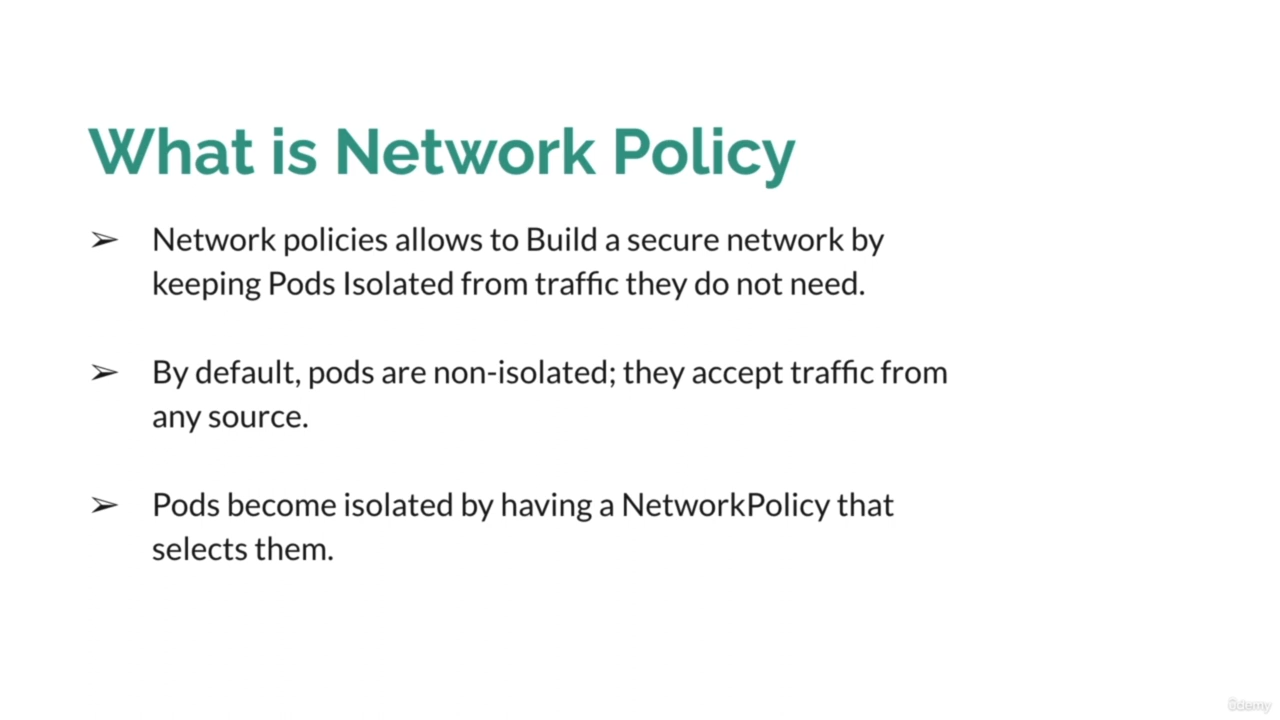 What is Network Policy
➢ Network policies allows to Build a secure network by
keeping Pods Isolated from traffic they do not need.
➢ By default, pods are non-isolated; they accept traffic from
any source.
➢ Pods become isolated by having a NetworkPolicy that
selects them.
ûdemy